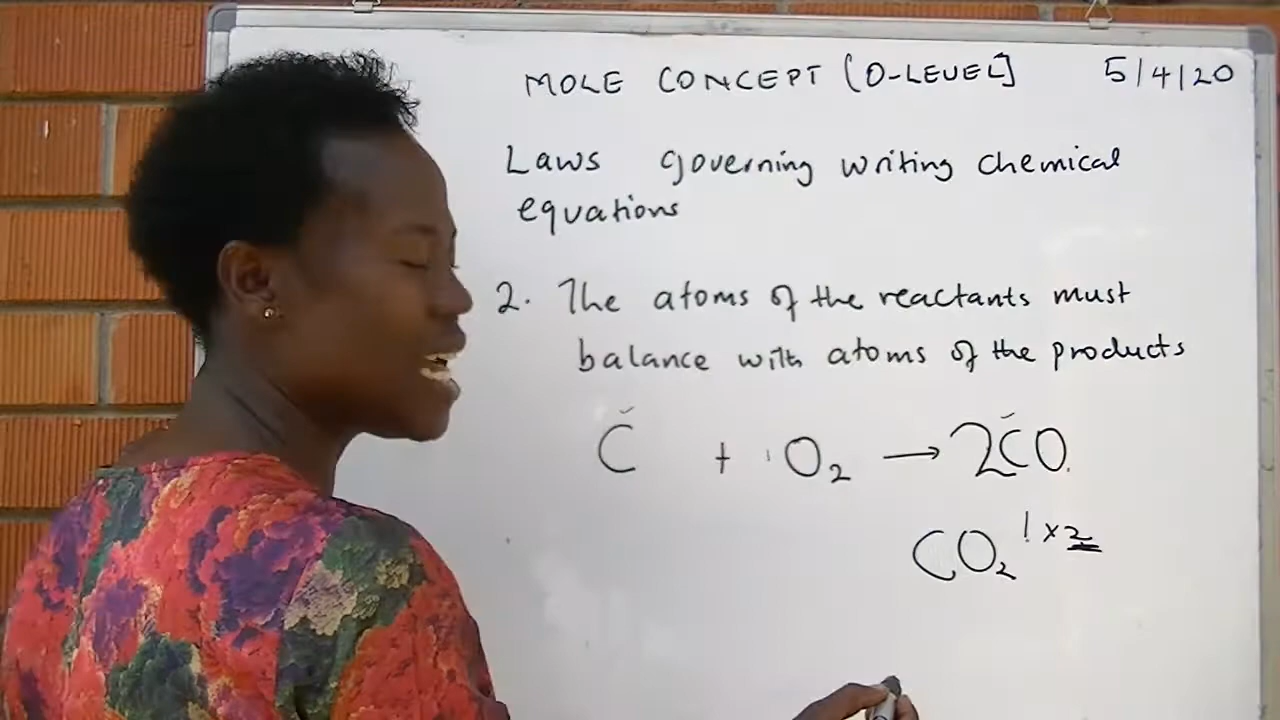 MOLE CONCEPT [O-LEVEL] 5/4/20
Laws governing writing chemical
equations
2. The atoms of the reactants must
balance with atoms of the products
C + O₂ → 2CO
CO₂ 1 x 2